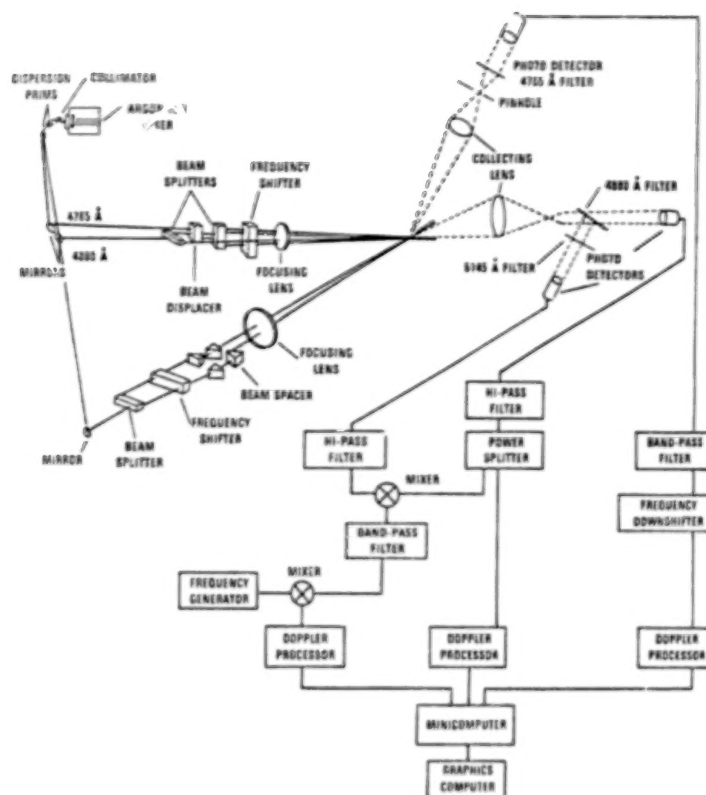 COLLIMATOR
DISPERSION
PRIMS
ARGON
PHOTO DETECTOR
4765 Å FILTER
PINHOLE
COLLECTING
LENS
4880 Å FILTER
BEAM
SPLITTERS
FREQUENCY
SHIFTER
4765 Å
4880 Å
MIRRORS
BEAM
DISPLACER
FOCUSING
LENS
5145 Å FILTER
PHOTO
DETECTORS
FOCUSING
LENS
BEAM SPACER
FREQUENCY
SHIFTER
BEAM
SPLITTER
MIRROR
HI-PASS
FILTER
HI-PASS
FILTER
POWER
SPLITTER
BAND-PASS
FILTER
MIXER
FREQUENCY
DOWNSHIFTER
BAND-PASS
FILTER
MIXER
FREQUENCY
GENERATOR
DOPPLER
PROCESSOR
DOPPLER
PROCESSOR
DOPPLER
PROCESSOR
MINICOMPUTER
GRAPHICS
COMPUTER